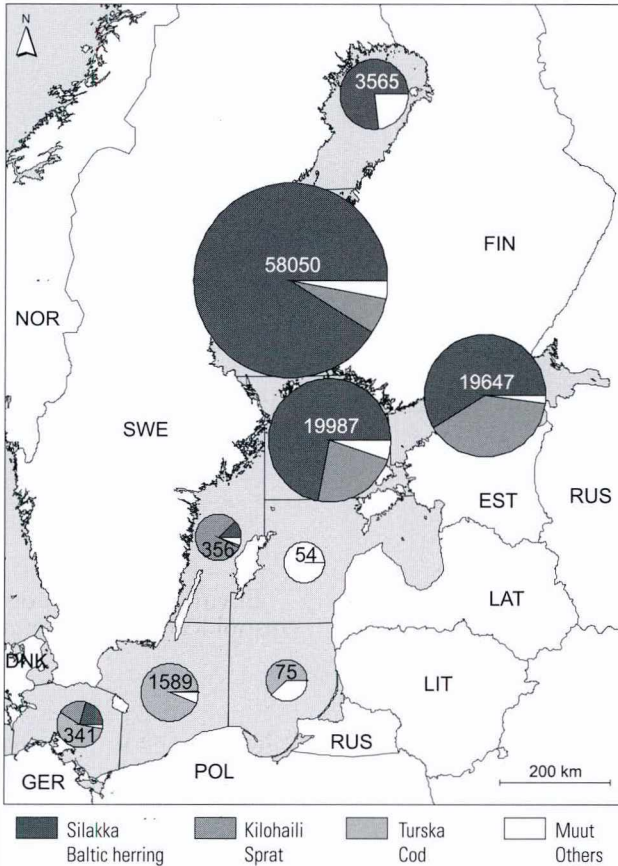 N
3565
58050
FIN
NOR
19647
19987
SWE
EST
RUS
356
54
LAT
DNK
1589
75
LIT
341
RUS
GER
POL
200 km
Silakka
Baltic herring
Kilohaili
Sprat
Turska
Cod
Muut
Others